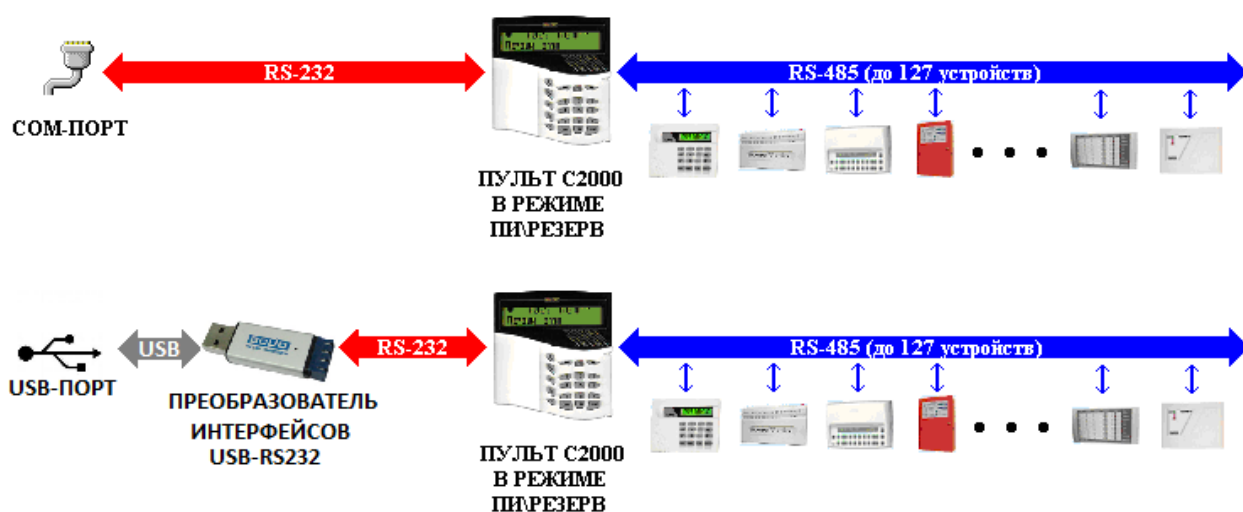 RS-232
RS-485 (до 127 устройств)
COM-ПОРТ
ПУЛЬТ С2000
В РЕЖИМЕ
ПИ\РЕЗЕРВ
USB
RS-232
RS-485 (до 127 устройств)
USB-ПОРТ
ПРЕОБРАЗОВАТЕЛЬ
ИНТЕРФЕЙСОВ
USB-RS232
ПУЛЬТ С2000
В РЕЖИМЕ
ПИ\РЕЗЕРВ